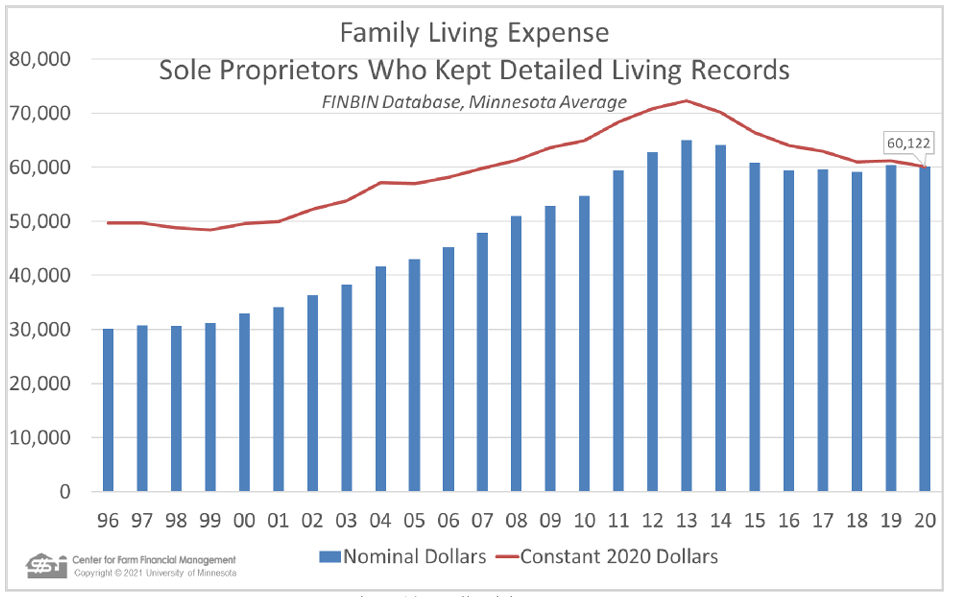 Family Living Expense
Sole Proprietors Who Kept Detailed Living Records
FINBIN Database, Minnesota Average
80,000
70,000
60,000
50,000
40,000
30,000
20,000
10,000
0
60,122
96 97 98 99 00 01 02 03 04 05 06 07 08 09 10 11 12 13 14 15 16 17 18 19 20
Nominal Dollars Constant 2020 Dollars
Center for Farm Financial Management
Copyright © 2021 University of Minnesota